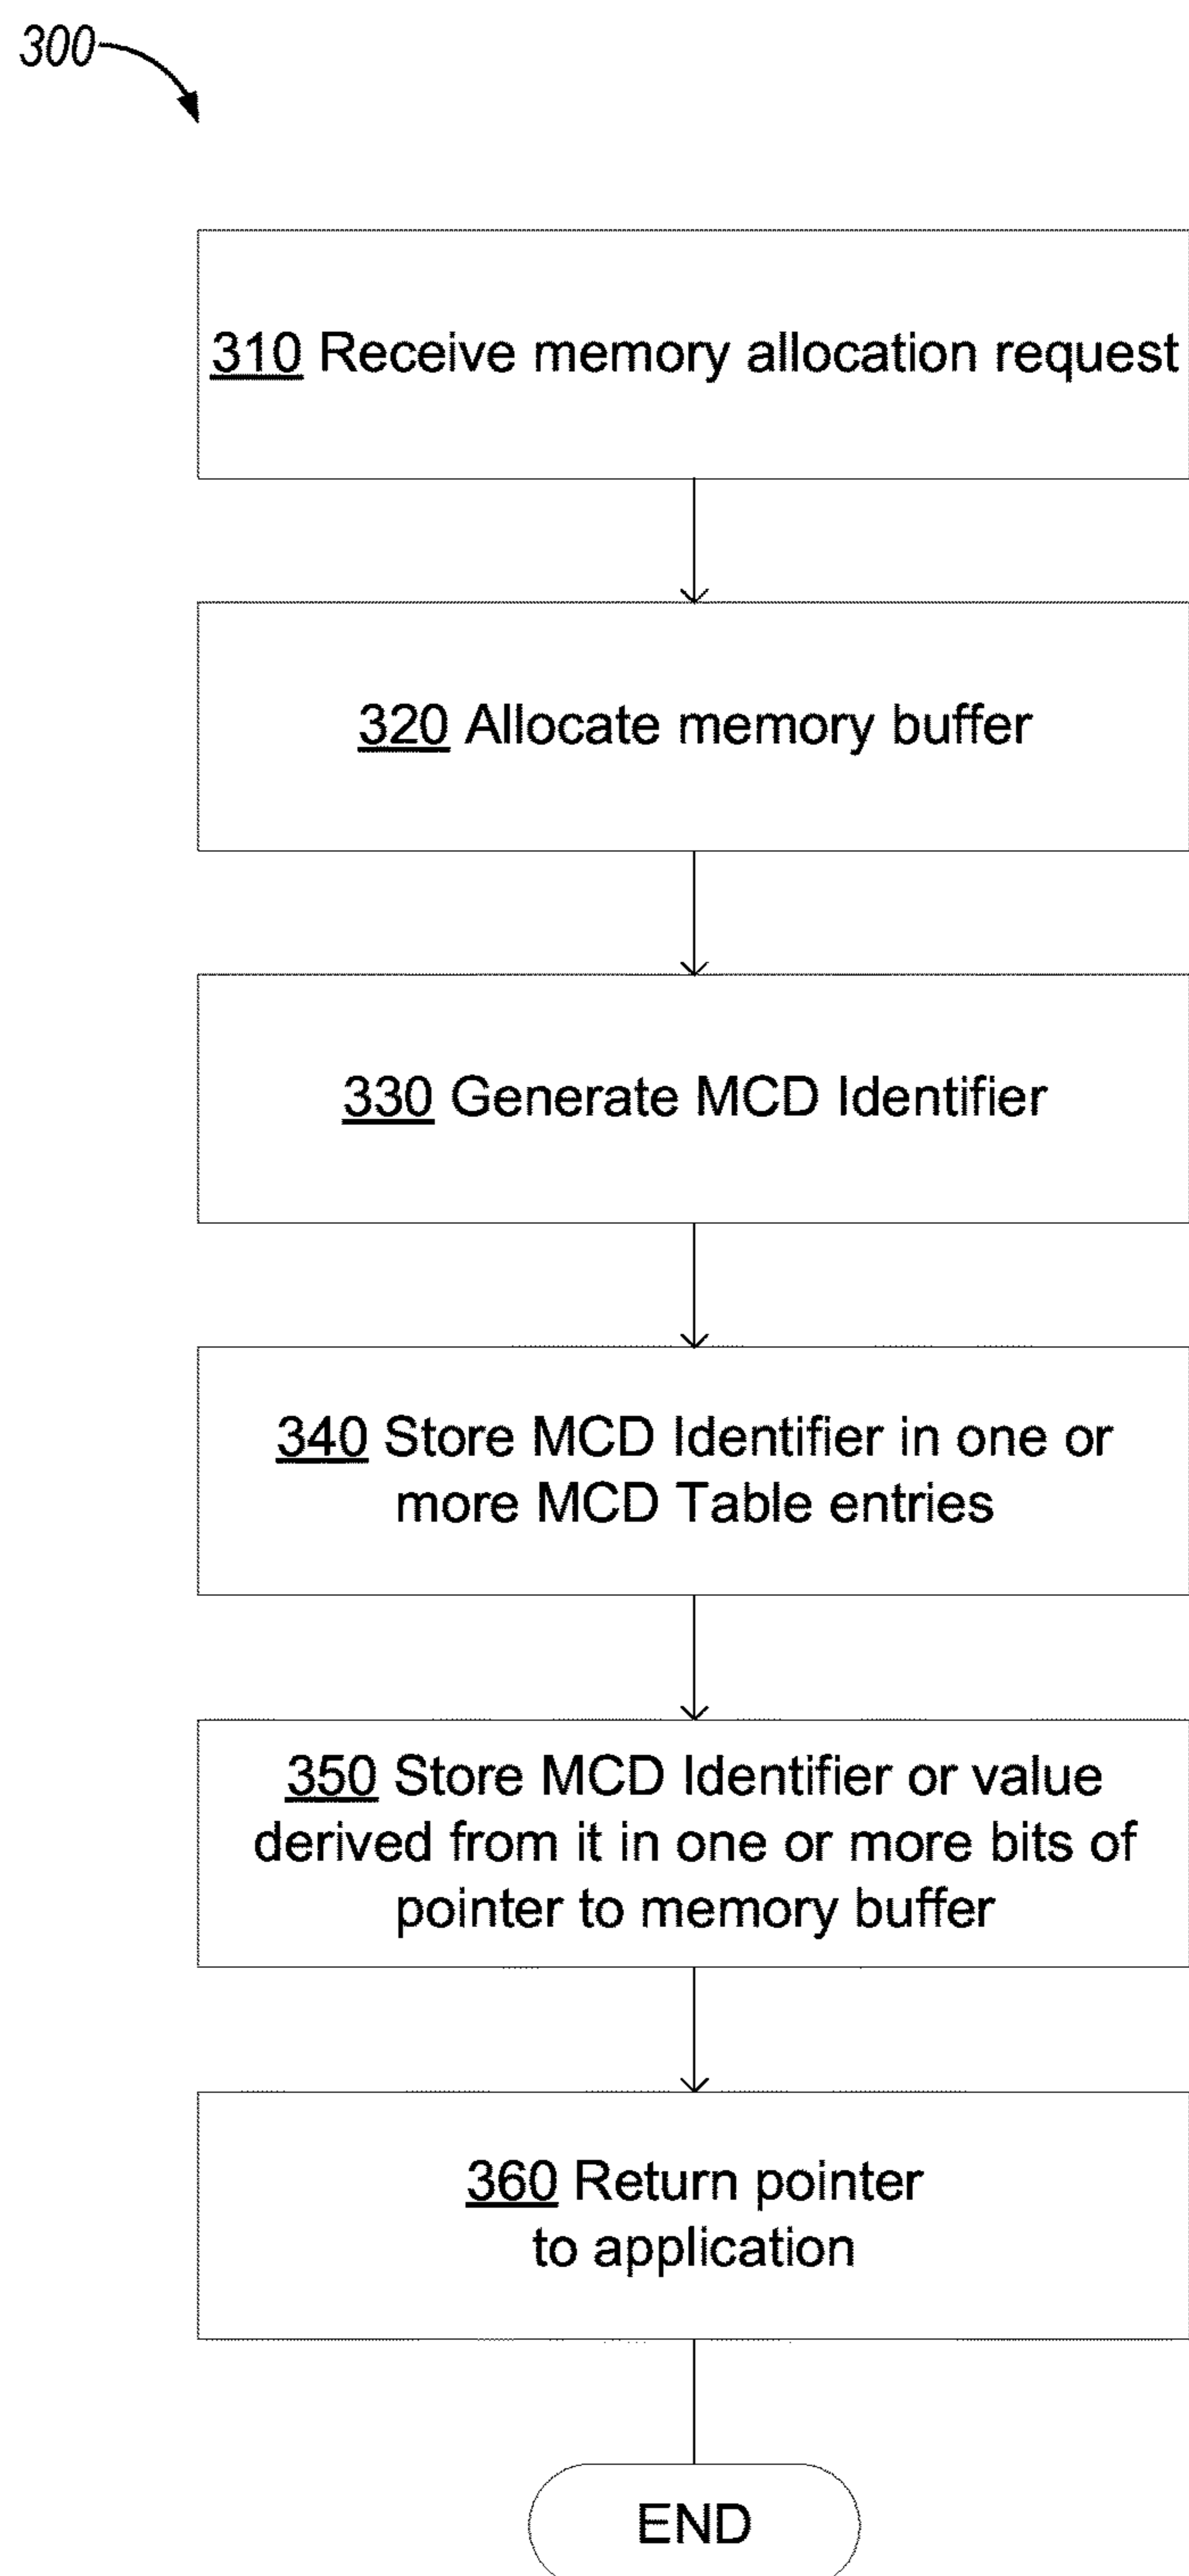 300
310 Receive memory allocation request
320 Allocate memory buffer
330 Generate MCD Identifier
340 Store MCD Identifier in one or
more MCD Table entries
350 Store MCD Identifier or value
derived from it in one or more bits of
pointer to memory buffer
360 Return pointer
to application
END